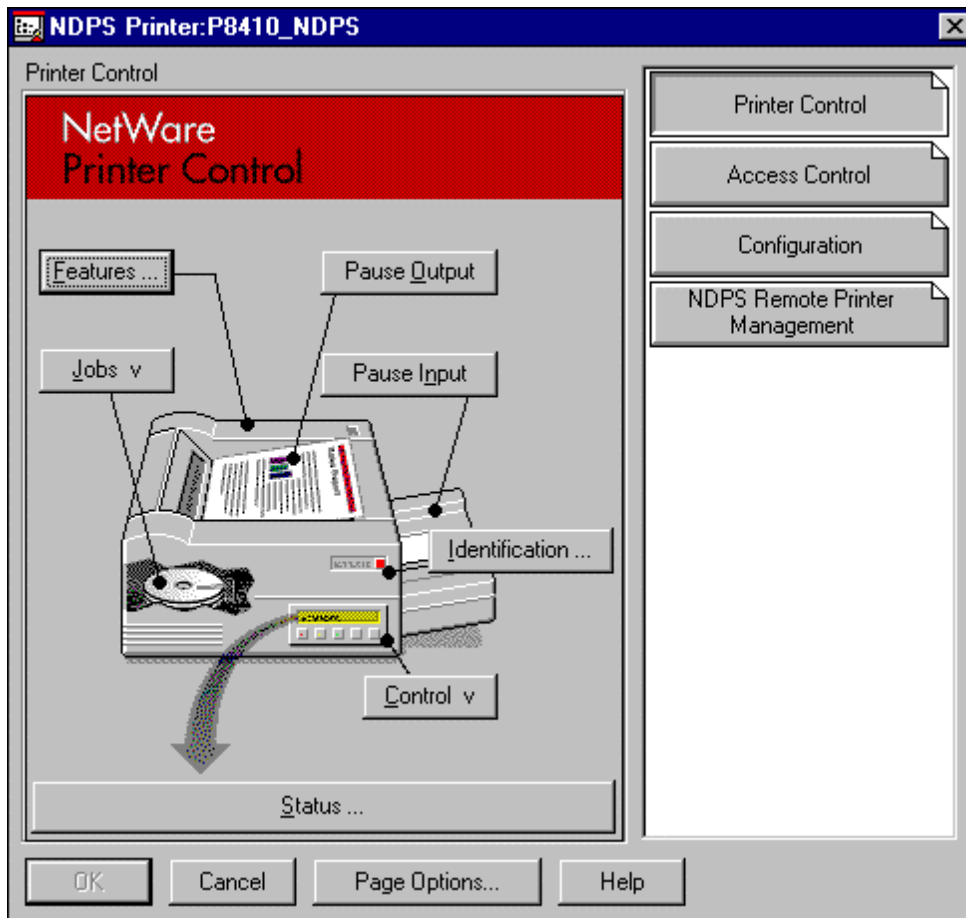 NDPS Printer:P8410_NDPS
Printer Control
NetWare
Printer Control
Features ...
Pause Output
Jobs v
Pause Input
Identification ...
Control v
Status ...
Printer Control
Access Control
Configuration
NDPS Remote Printer
Management
OK
Cancel
Page Options...
Help